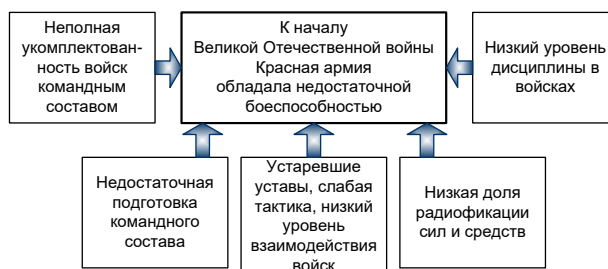 Неполная
укомплектован-
ность войск
командным
составом
К началу
Великой Отечественной войны
Красная армия
обладала недостаточной
боеспособностью
Низкий уровень
дисциплины в
войсках
Недостаточная
подготовка
командного
состава
Устаревшие
уставы, слабая
тактика, низкий
уровень
взаимодействия
войск
Низкая доля
радиофикации
сил и средств